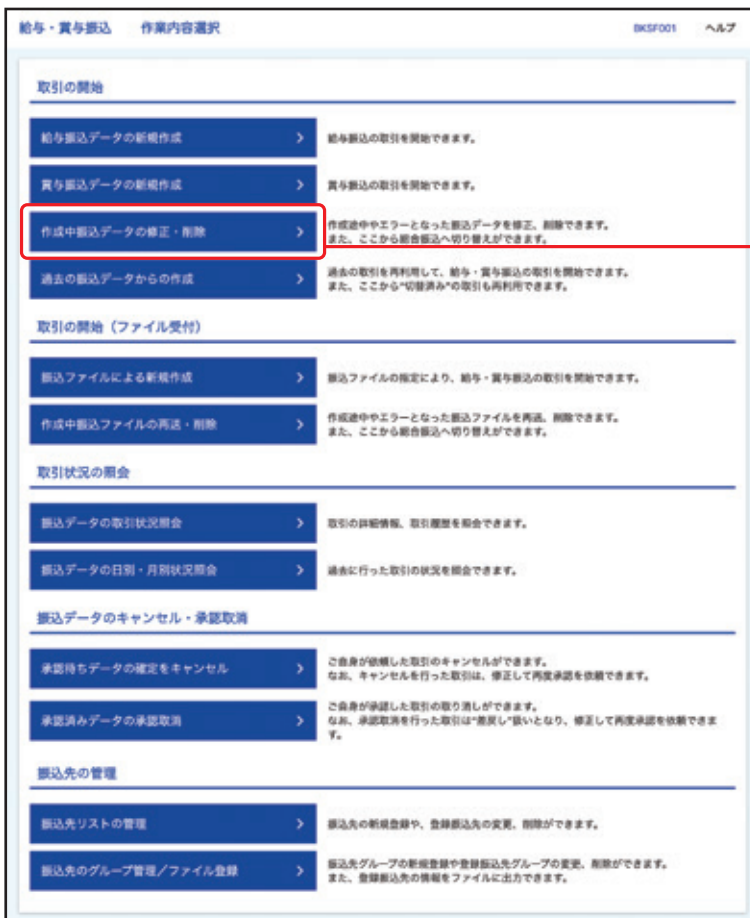 給与・賞与振込 作業内容選択 BKSF001 ヘルプ
取引の開始
給与振込データの新規作成 給与振込の取引を開始できます。
賞与振込データの新規作成 賞与振込の取引を開始できます。
作成中振込データの修正・削除 作成途中やエラーとなった振込データを修正、削除できます。
また、ここから総合振込へ切り替えができます。
過去の振込データからの作成 過去の取引を再利用して、給与・賞与振込の取引を開始できます。
また、ここから“切替済み”の取引も再利用できます。
取引の開始（ファイル受付）
振込ファイルによる新規作成 振込ファイルの指定により、給与・賞与振込の取引を開始できます。
作成中振込ファイルの再送・削除 作成途中やエラーとなった振込ファイルを再送、削除できます。
また、ここから総合振込へ切り替えができます。
取引状況の照会
振込データの取引状況照会 取引の詳細情報、取引履歴を照会できます。
振込データの日別・月別状況照会 過去に行った取引の状況を照会できます。
振込データのキャンセル・承認取消
承認待ちデータの確定をキャンセル ご自身が依頼した取引のキャンセルができます。
なお、キャンセルを行った取引は、修正して再度承認を依頼できます。
承認済みデータの承認取消 ご自身が承認した取引の取り消しができます。
なお、承認取消を行った取引は“差戻し”扱いとなり、修正して再度承認を依頼できま
す。
振込先の管理
振込先リストの管理 振込先の新規登録や、登録振込先の変更、削除ができます。
振込先のグループ管理／ファイル登録 振込先グループの新規登録や登録振込先グループの変更、削除ができます。
また、登録振込先の情報をファイルに出力できます。